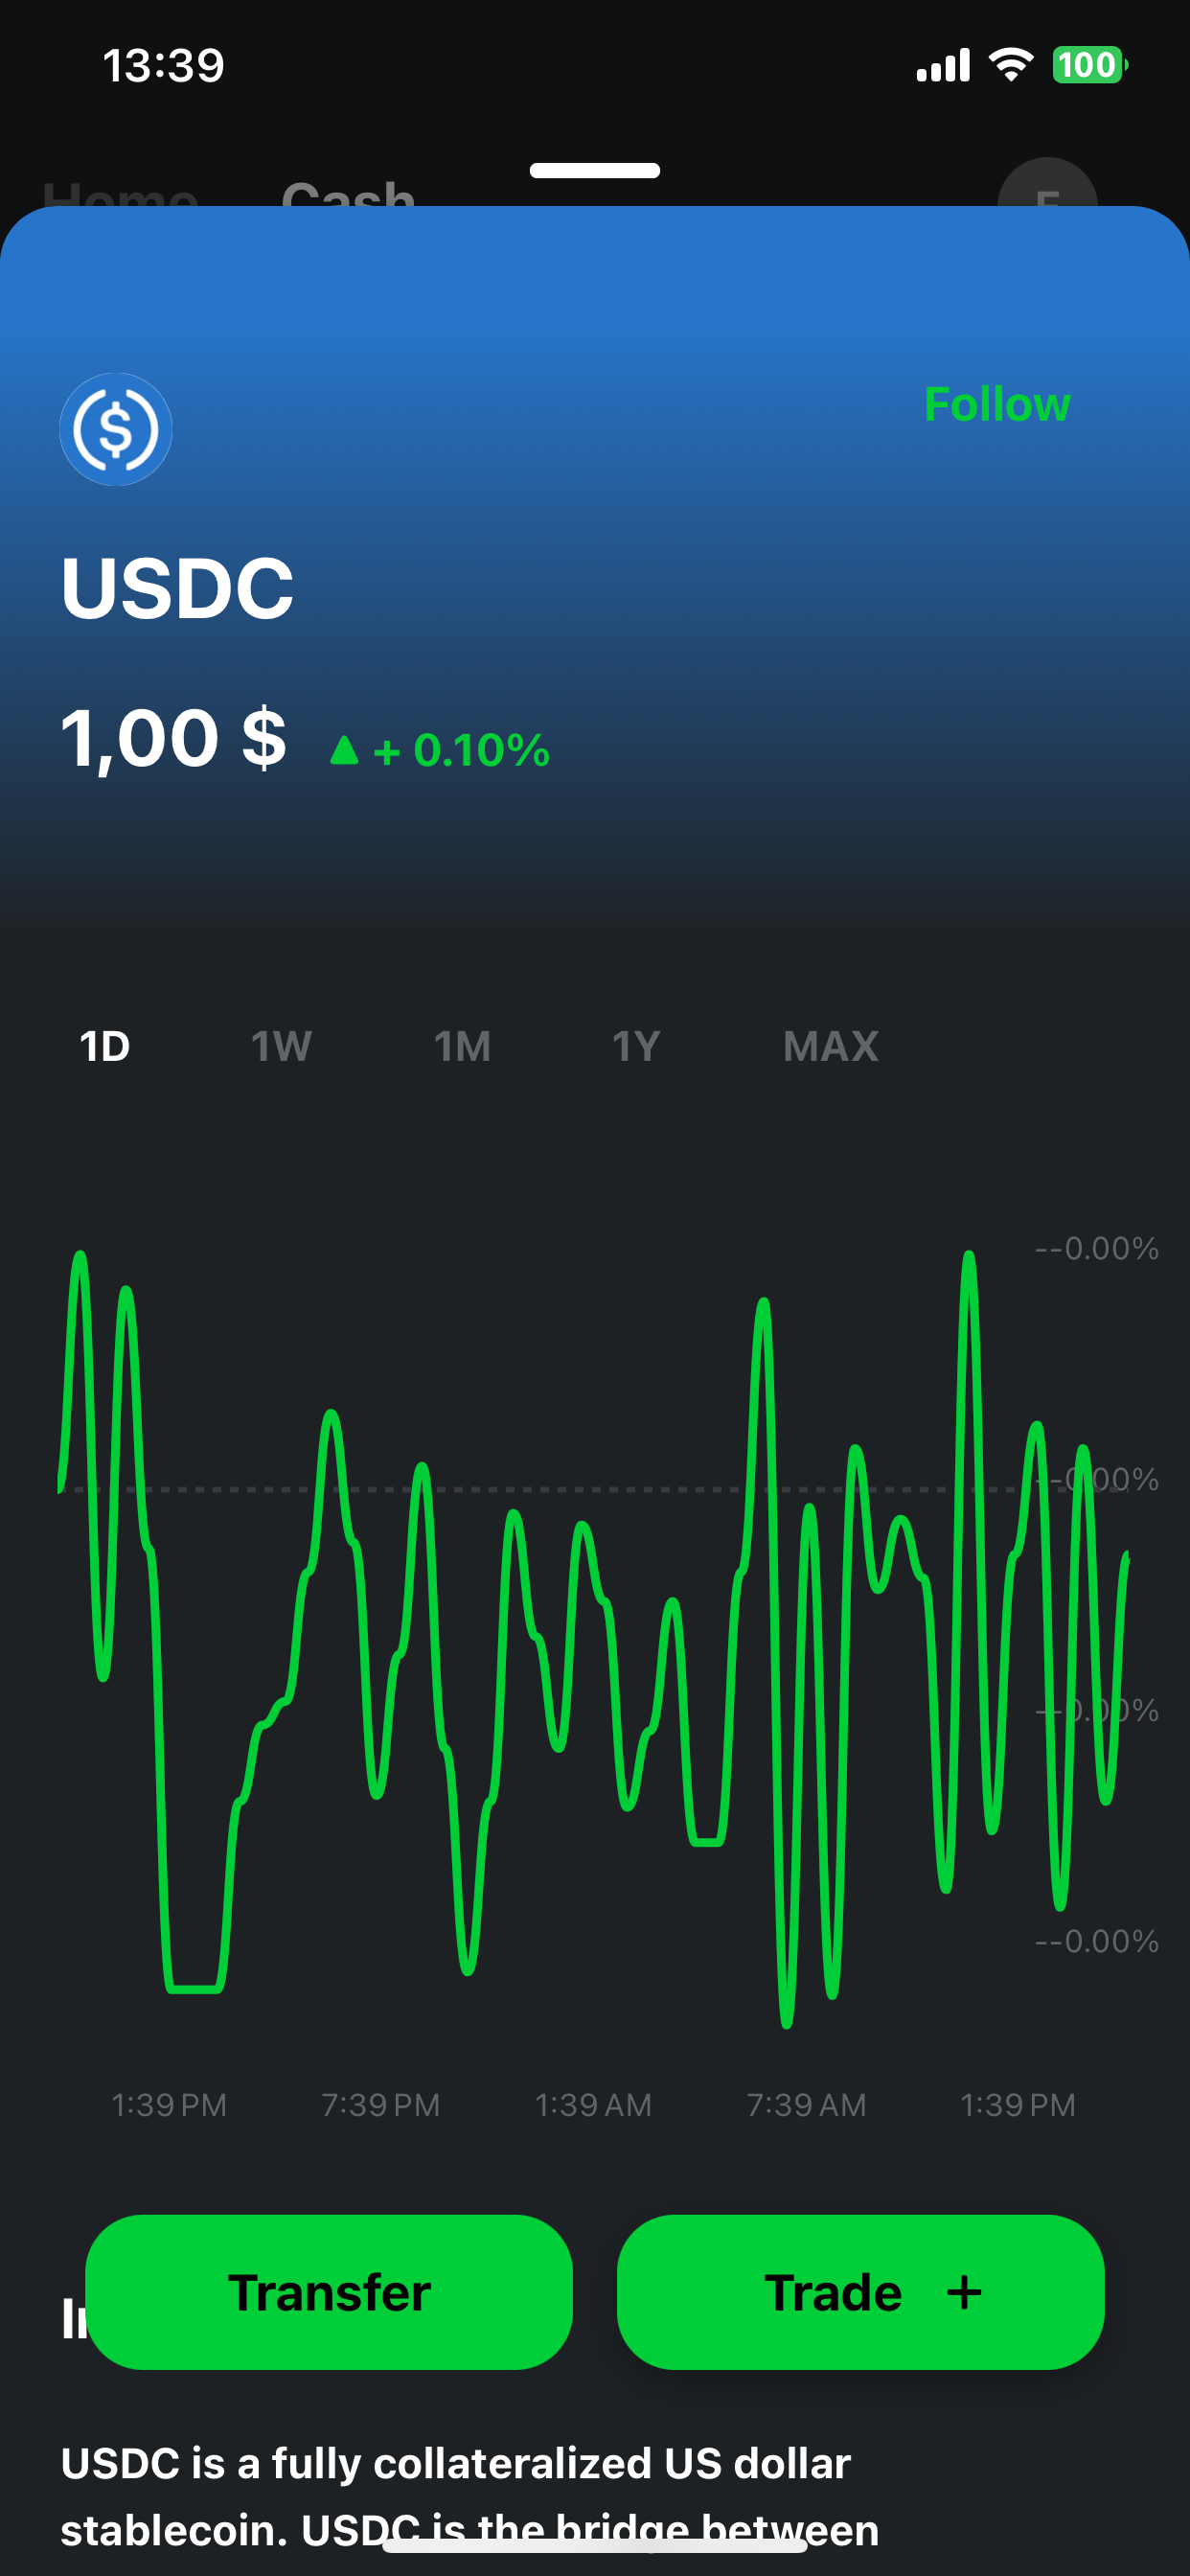 13:39
100
Home Cash
Follow
USDC
1,00 $ + 0.10%
1D 1W 1M 1Y MAX
--0.00%
--0.00%
--0.00%
--0.00%
1:39 PM 7:39 PM 1:39 AM 7:39 AM 1:39 PM
Transfer Trade +
USDC is a fully collateralized US dollar
stablecoin. USDC is the bridge between